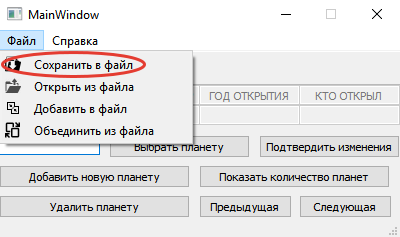 MainWindow
Файл Справка
Сохранить в файл
Открыть из файла
Добавить в файл
Объединить из файла
ГОД ОТКРЫТИЯ КТО ОТКРЫЛ
Выбрать планету Подтвердить изменения
Добавить новую планету Показать количество планет
Удалить планету Предыдущая Следующая